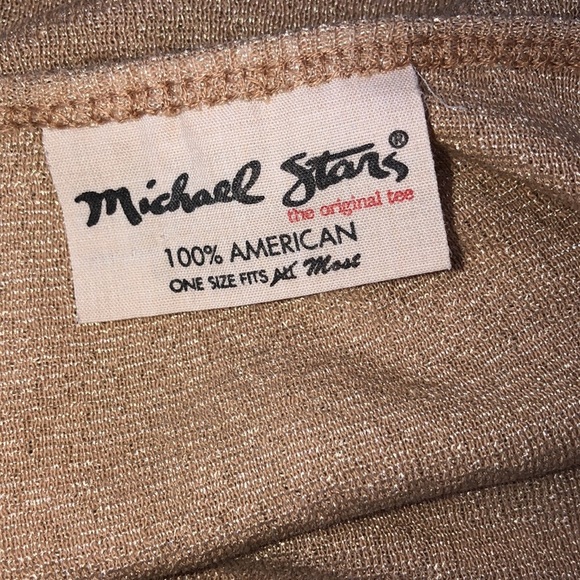 Michael Stars®
the original tee
100% AMERICAN
ONE SIZE FITS All Most